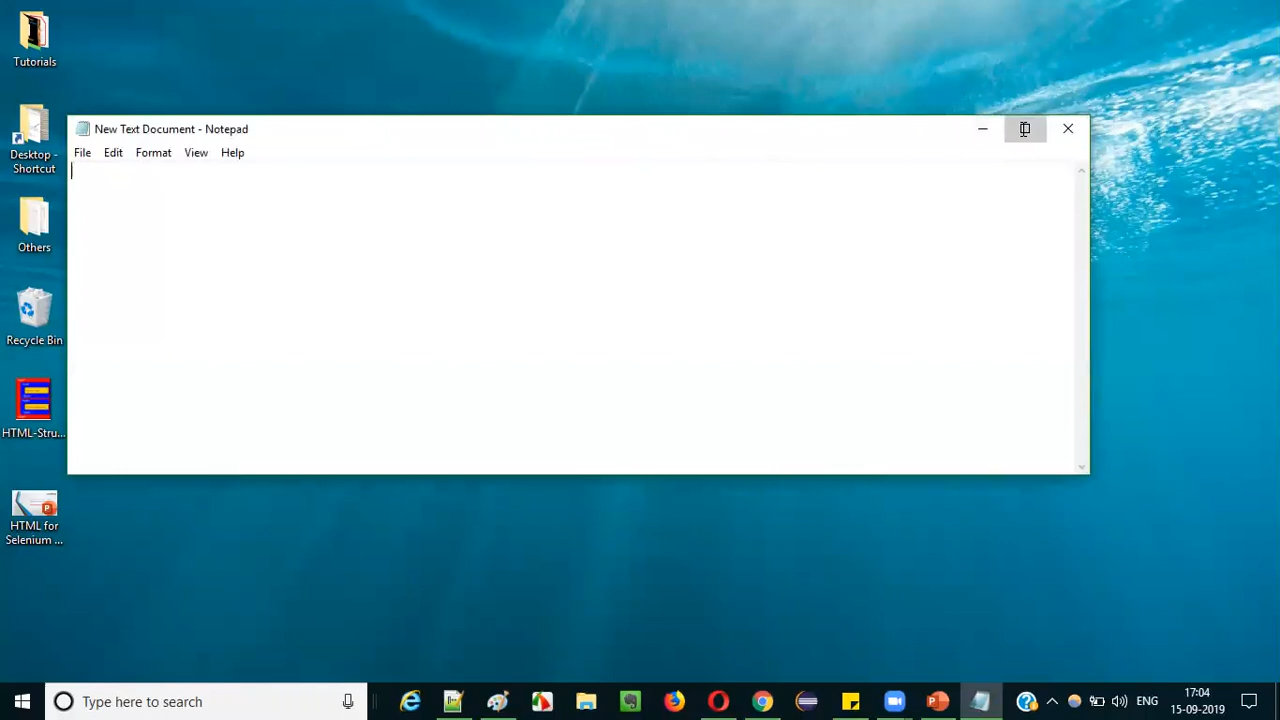 Tutorials
Desktop -
Shortcut
Others
Recycle Bin
HTML-Stru...
HTML for
Selenium ...
New Text Document - Notepad
File Edit Format View Help
Type here to search
ENG
17:04
15-09-2019